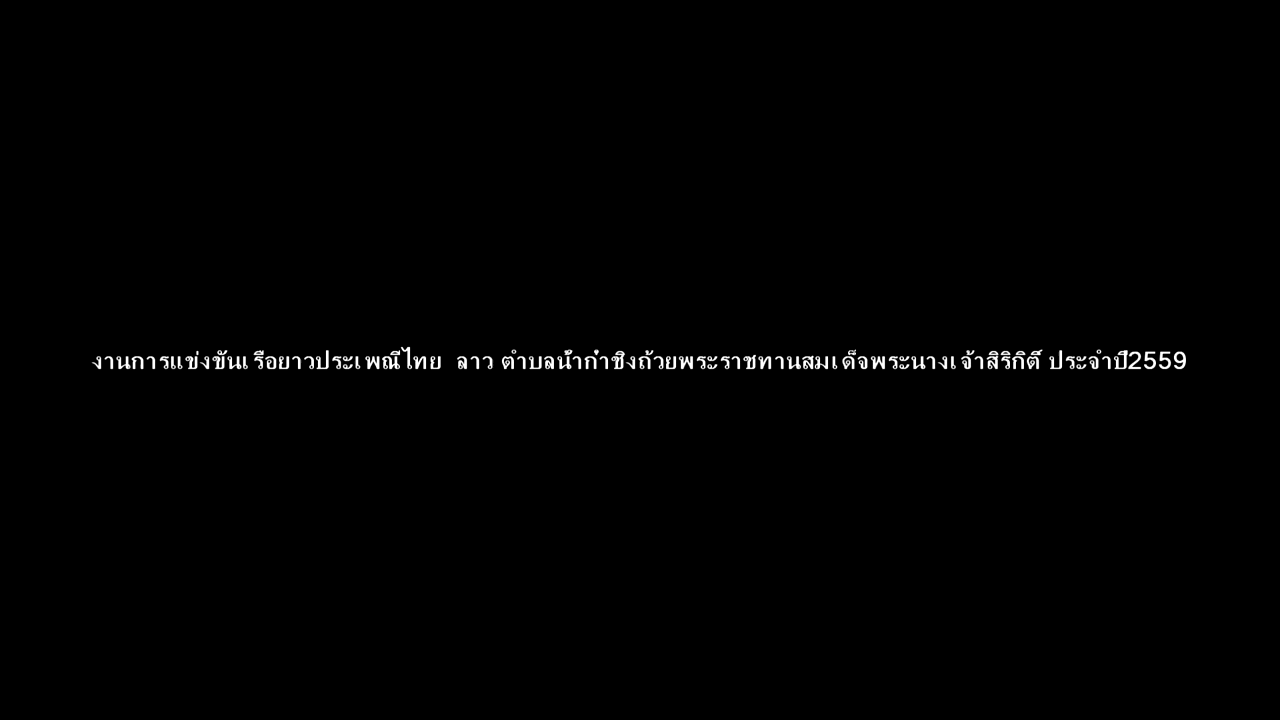 งานการแข่งขันเรือยาวประเพณีไทย ลาว ตำบลน้ำก่ำชิงถ้วยพระราชทานสมเด็จพระนางเจ้าสิริกิติ์ ประจำปี2559